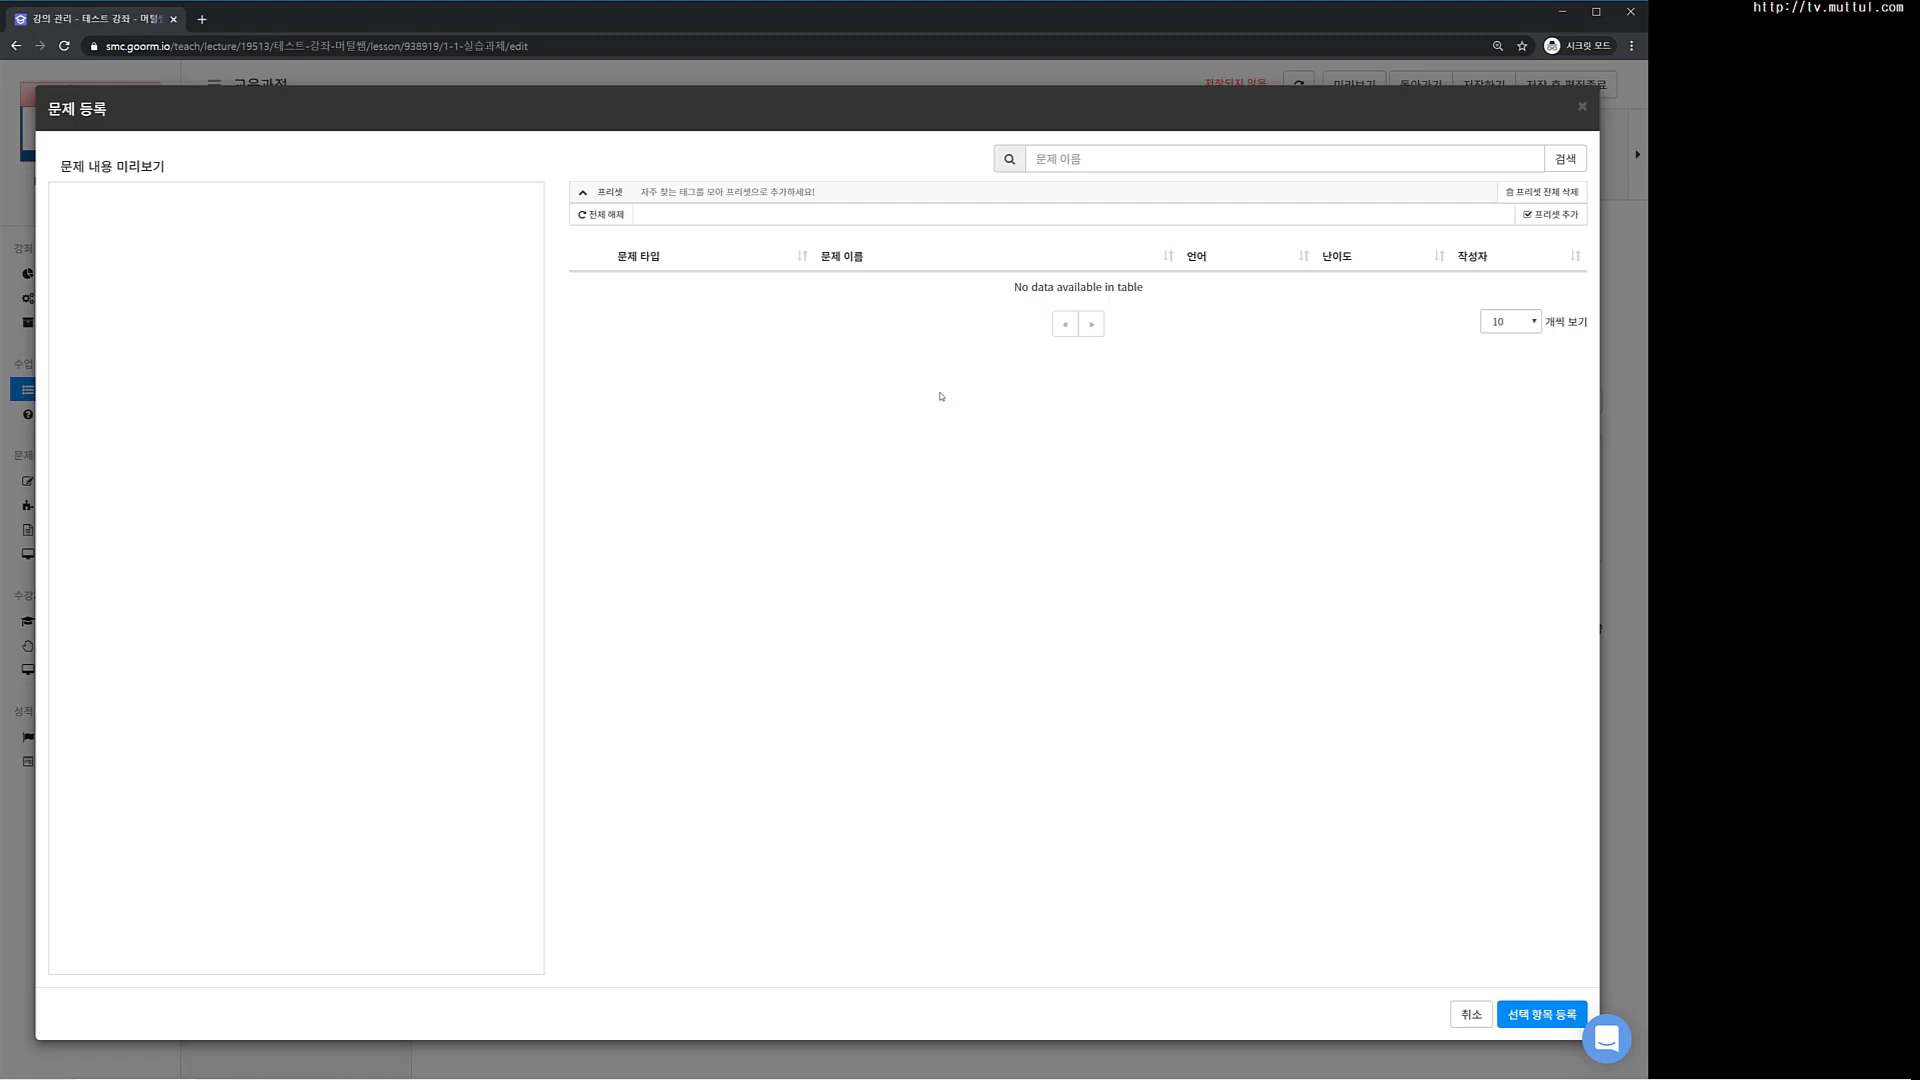 http://tv.muttul.com
강의 관리 - 테스트 강좌 - 머털
smc.goorm.io/teach/lecture/19513/테스트-강좌-머털쌤/lesson/938919/1-1-실습과제/edit
시크릿 모드
교육과정
저장되지 않음
미리보기
돌아가기
저장하기
저장 후 편집종료
문제 등록
×
문제 내용 미리보기
문제 이름
검색
프리셋
자주 찾는 태그를 모아 프리셋으로 추가하세요!
프리셋 전체 삭제
전체 해제
프리셋 추가
강좌
문제 타입
문제 이름
언어
난이도
작성자
No data available in table
«
»
10
개씩 보기
수업
문제
수강
성적
취소
선택 항목 등록